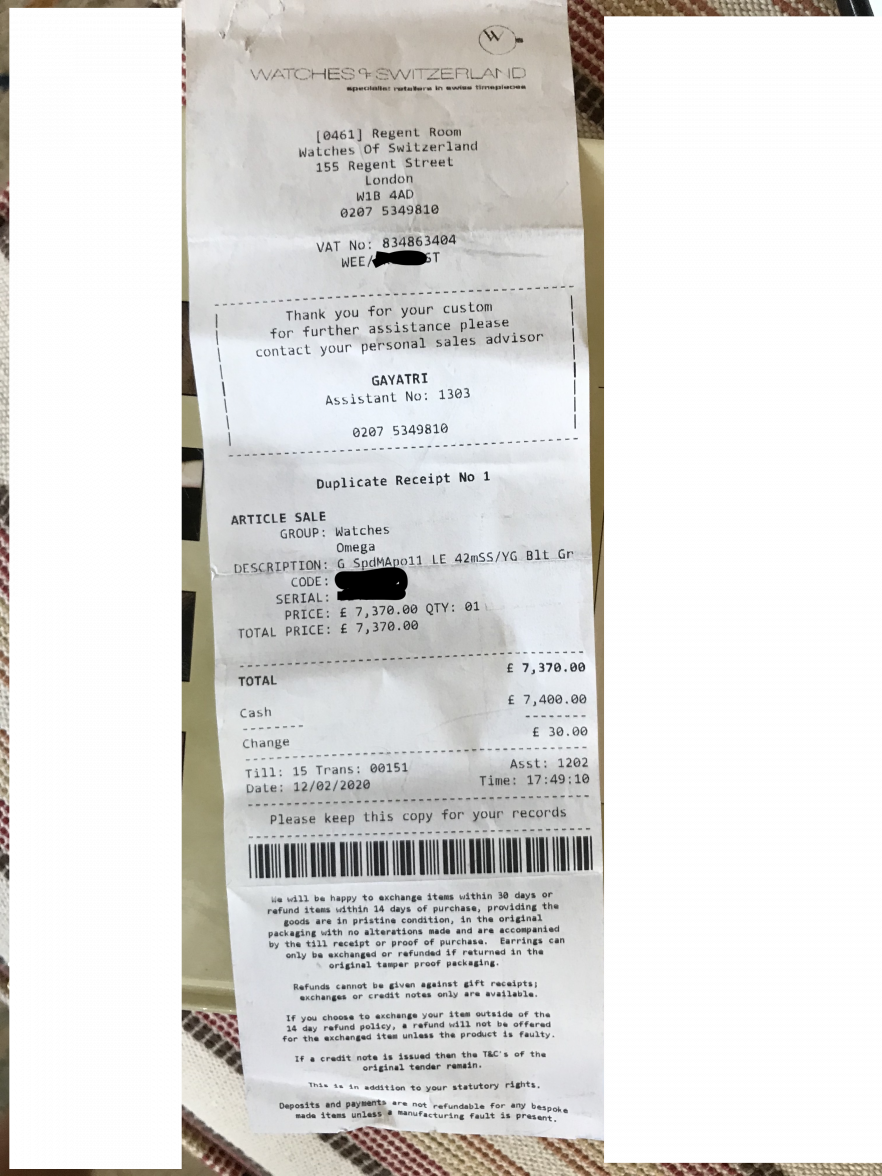 W
WATCHES OF SWITZERLAND
specialist retailers in swiss timepieces
[0461] Regent Room
Watches Of Switzerland
155 Regent Street
London
W1B 4AD
0207 5349810
VAT No: 834863404
WEE/ ST
Thank you for your custom
for further assistance please
contact your personal sales advisor
GAYATRI
Assistant No: 1303
0207 5349810
Duplicate Receipt No 1
ARTICLE SALE
GROUP: Watches
Omega
DESCRIPTION: G SpdMApo11 LE 42mSS/YG Blt Gr
CODE:
SERIAL:
PRICE: £ 7,370.00 QTY: 01
TOTAL PRICE: £ 7,370.00
TOTAL £ 7,370.00
Cash £ 7,400.00
Change £ 30.00
Till: 15 Trans: 00151 Asst: 1202
Date: 12/02/2020 Time: 17:49:10
Please keep this copy for your records
We will be happy to exchange items within 30 days or
refund items within 14 days of purchase, providing the
goods are in pristine condition, in the original
packaging with no alterations made and are accompanied
by the till receipt or proof of purchase. Earrings can
only be exchanged or refunded if returned in the
original tamper proof packaging.
Refunds cannot be given against gift receipts;
exchanges or credit notes only are available.
If you choose to exchange your item outside of the
14 day refund policy, a refund will not be offered
for the exchanged item unless the product is faulty.
If a credit note is issued then the T&C's of the
original tender remain.
This is in addition to your statutory rights.
Deposits and payments are not refundable for any bespoke
made items unless a manufacturing fault is present.